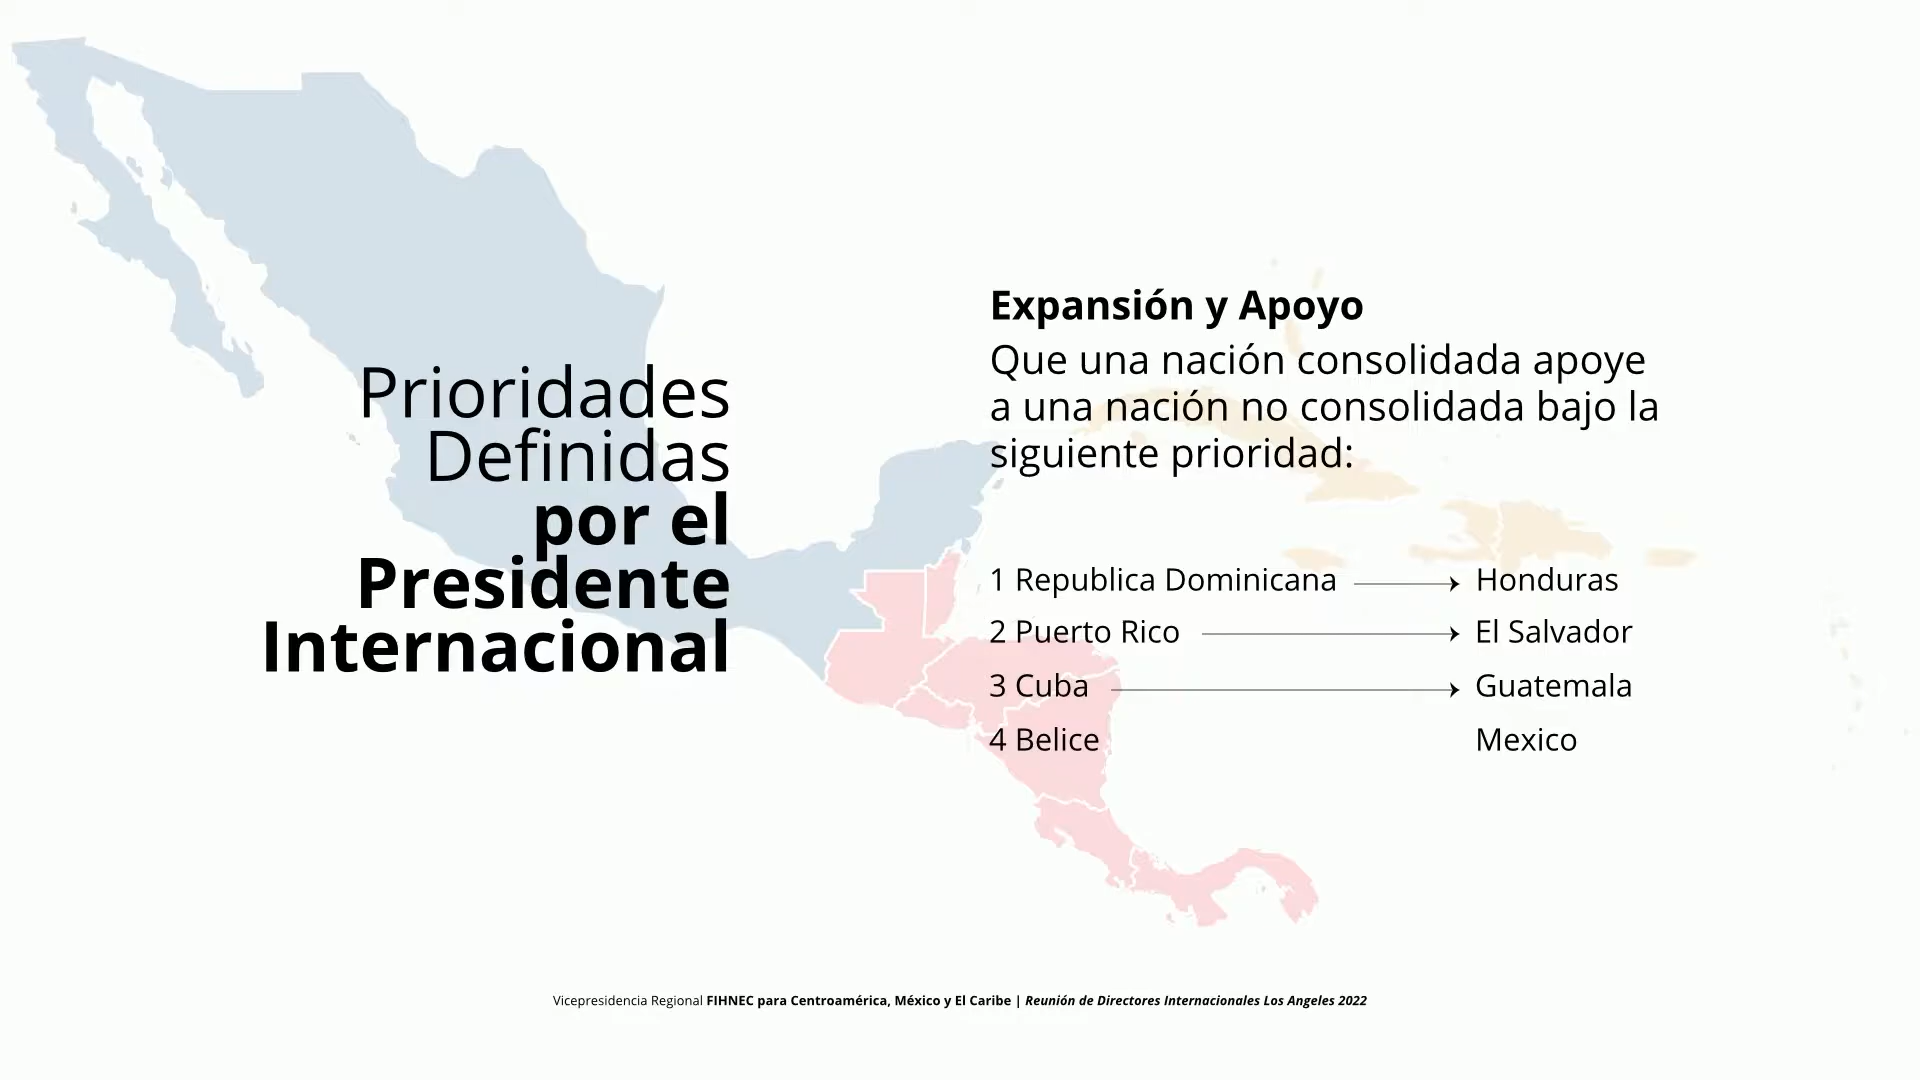 Prioridades
Definidas
por el
Presidente
Internacional
Expansión y Apoyo
Que una nación consolidada apoye
a una nación no consolidada bajo la
siguiente prioridad:
1 Republica Dominicana Honduras
2 Puerto Rico El Salvador
3 Cuba Guatemala
4 Belice Mexico
Vicepresidencia Regional FIHNEC para Centroamérica, México y El Caribe | Reunión de Directores Internacionales Los Angeles 2022